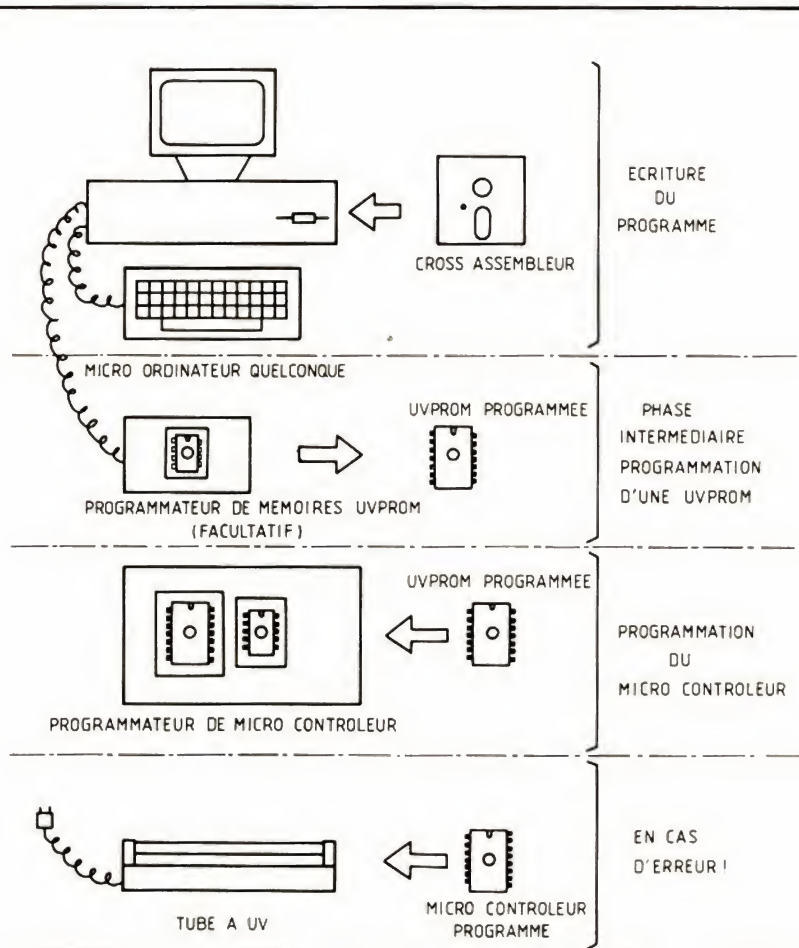 ECRITURE
DU
PROGRAMME
CROSS ASSEMBLEUR
MICRO ORDINATEUR QUELCONQUE
UVPROM PROGRAMMEE
PHASE
INTERMEDIAIRE
PROGRAMMATION
D'UNE UVPROM
PROGRAMMATEUR DE MEMOIRES UVPROM
(FACULTATIF)
UVPROM PROGRAMMEE
PROGRAMMATION
DU
MICRO CONTROLEUR
PROGRAMMATEUR DE MICRO CONTROLEUR
EN CAS
D'ERREUR!
TUBE A UV
MICRO CONTROLEUR
PROGRAMME